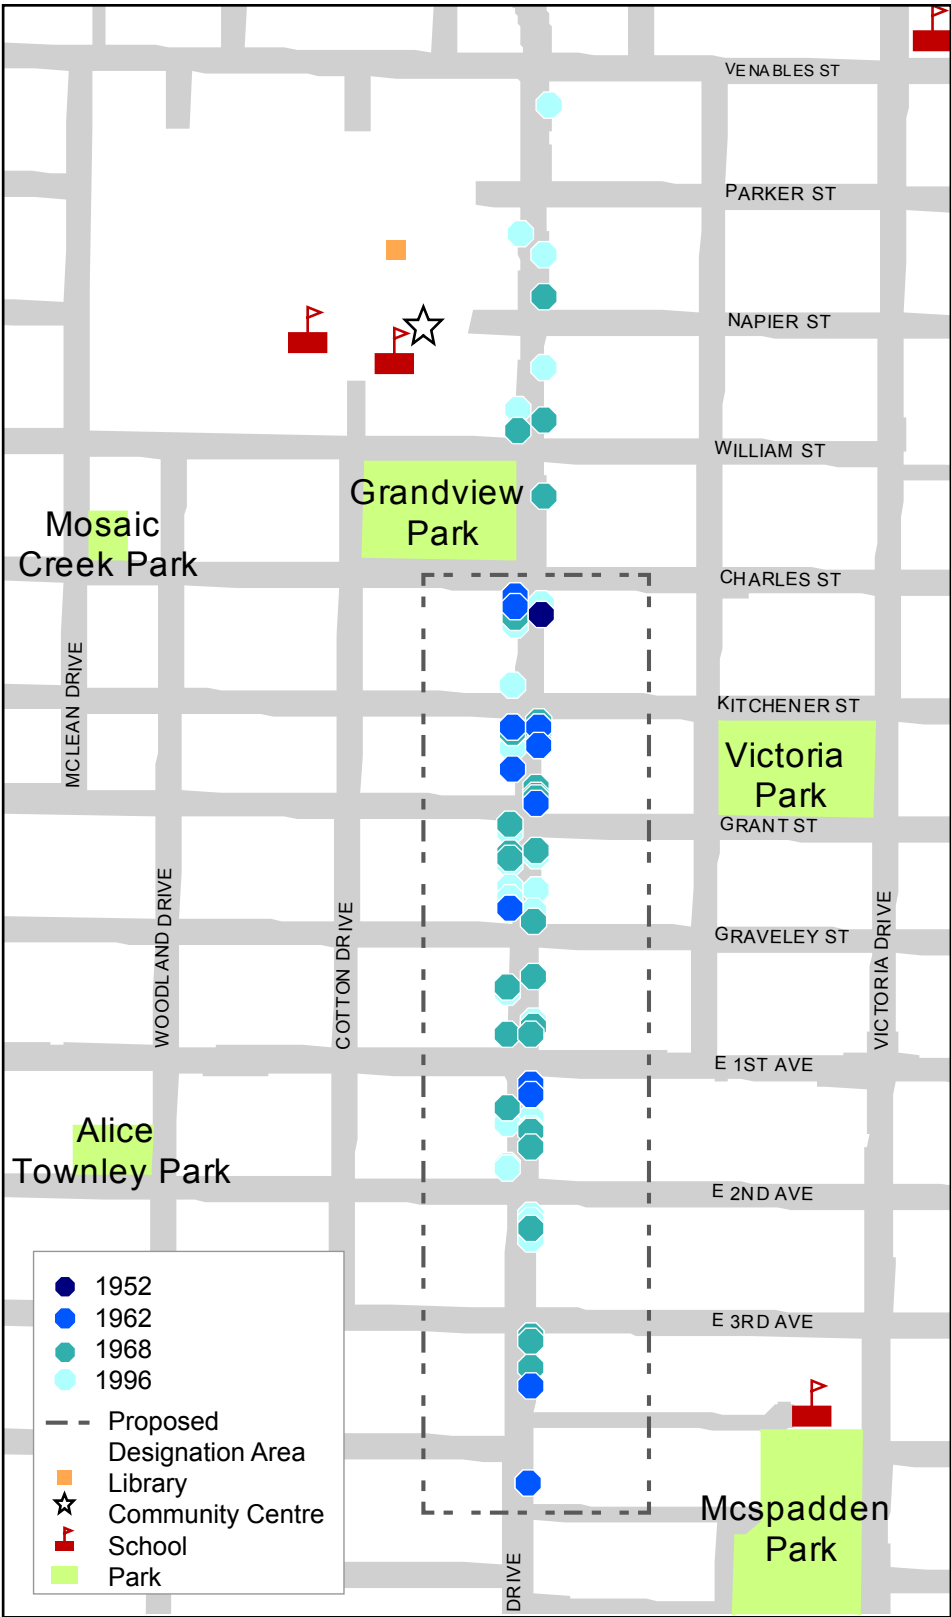 VENABLES ST
PARKER ST
NAPIER ST
WILLIAM ST
Grandview
Park
Mosaic
Creek Park
CHARLES ST
MCLEAN DRIVE
KITCHENER ST
Victoria
Park
GRANT ST
WOODLAND DRIVE
COTTON DRIVE
VICTORIA DRIVE
GRAVELEY ST
E 1ST AVE
Alice
Townley Park
E 2ND AVE
E 3RD AVE
1952
1962
1968
1996
Proposed
Designation Area
Library
Community Centre
School
Park
Mcspadden
Park
DRIVE